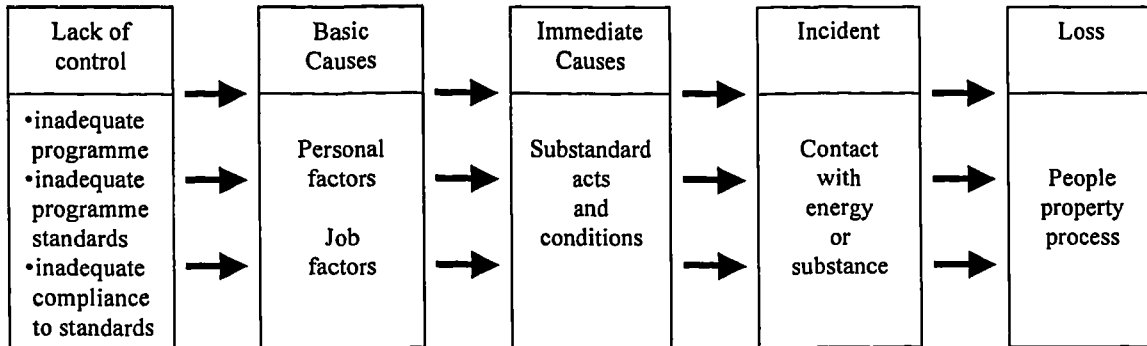 Lack of
control
•inadequate
programme
•inadequate
programme
standards
•inadequate
compliance
to standards
Basic
Causes
Personal
factors
Job
factors
Immediate
Causes
Substandard
acts
and
conditions
Incident
Contact
with
energy
or
substance
Loss
People
property
process